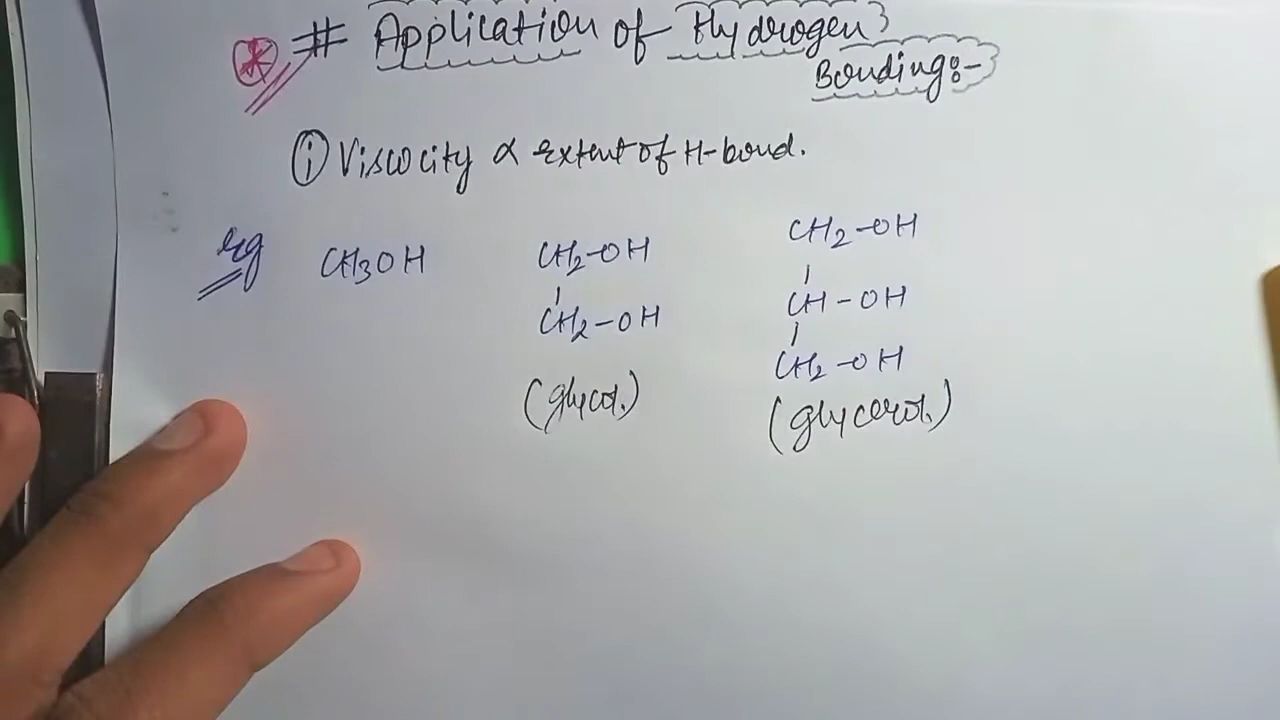 # Application of Hydrogen
Bonding:-
(i) Viscocity ∝ extent of H-bond.
eg CH3OH
CH2-OH
CH2-OH
(glycol.)
CH2-OH
CH-OH
CH2-OH
(glycerol.)